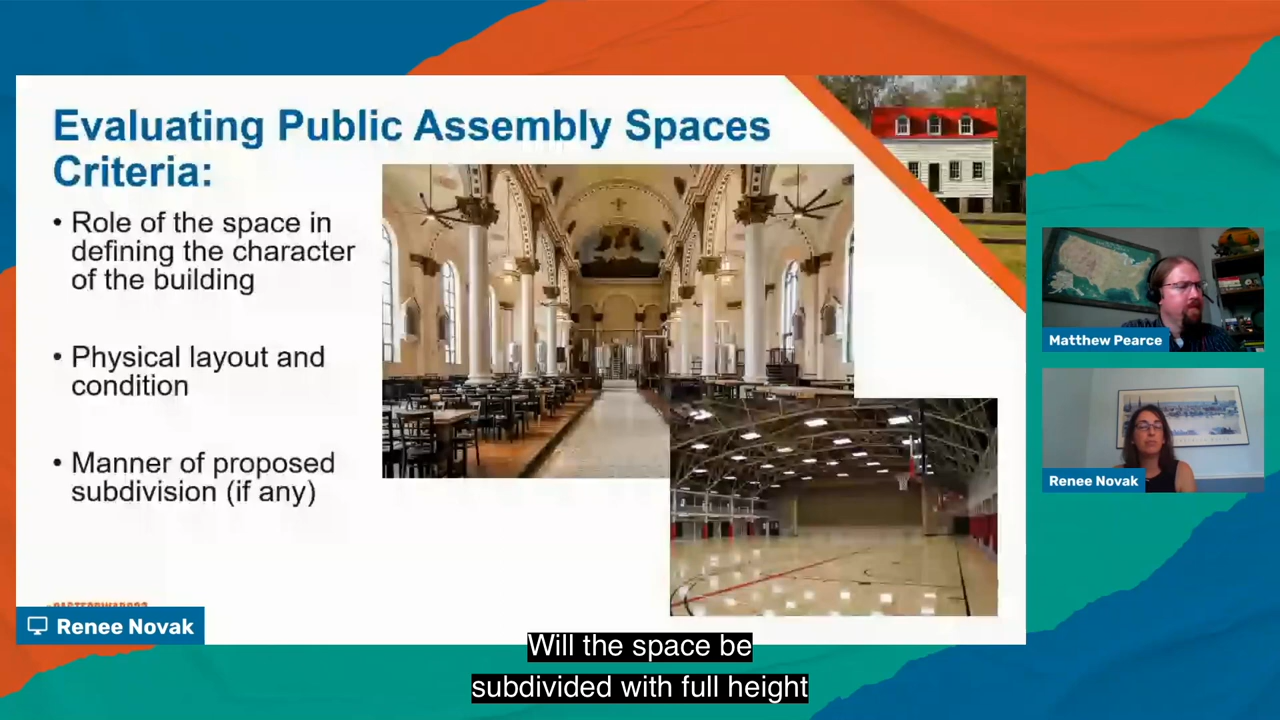 Evaluating Public Assembly Spaces
Criteria:
• Role of the space in
defining the character
of the building
• Physical layout and
condition
• Manner of proposed
subdivision (if any)
Renee Novak
Matthew Pearce
Renee Novak
Will the space be
subdivided with full height